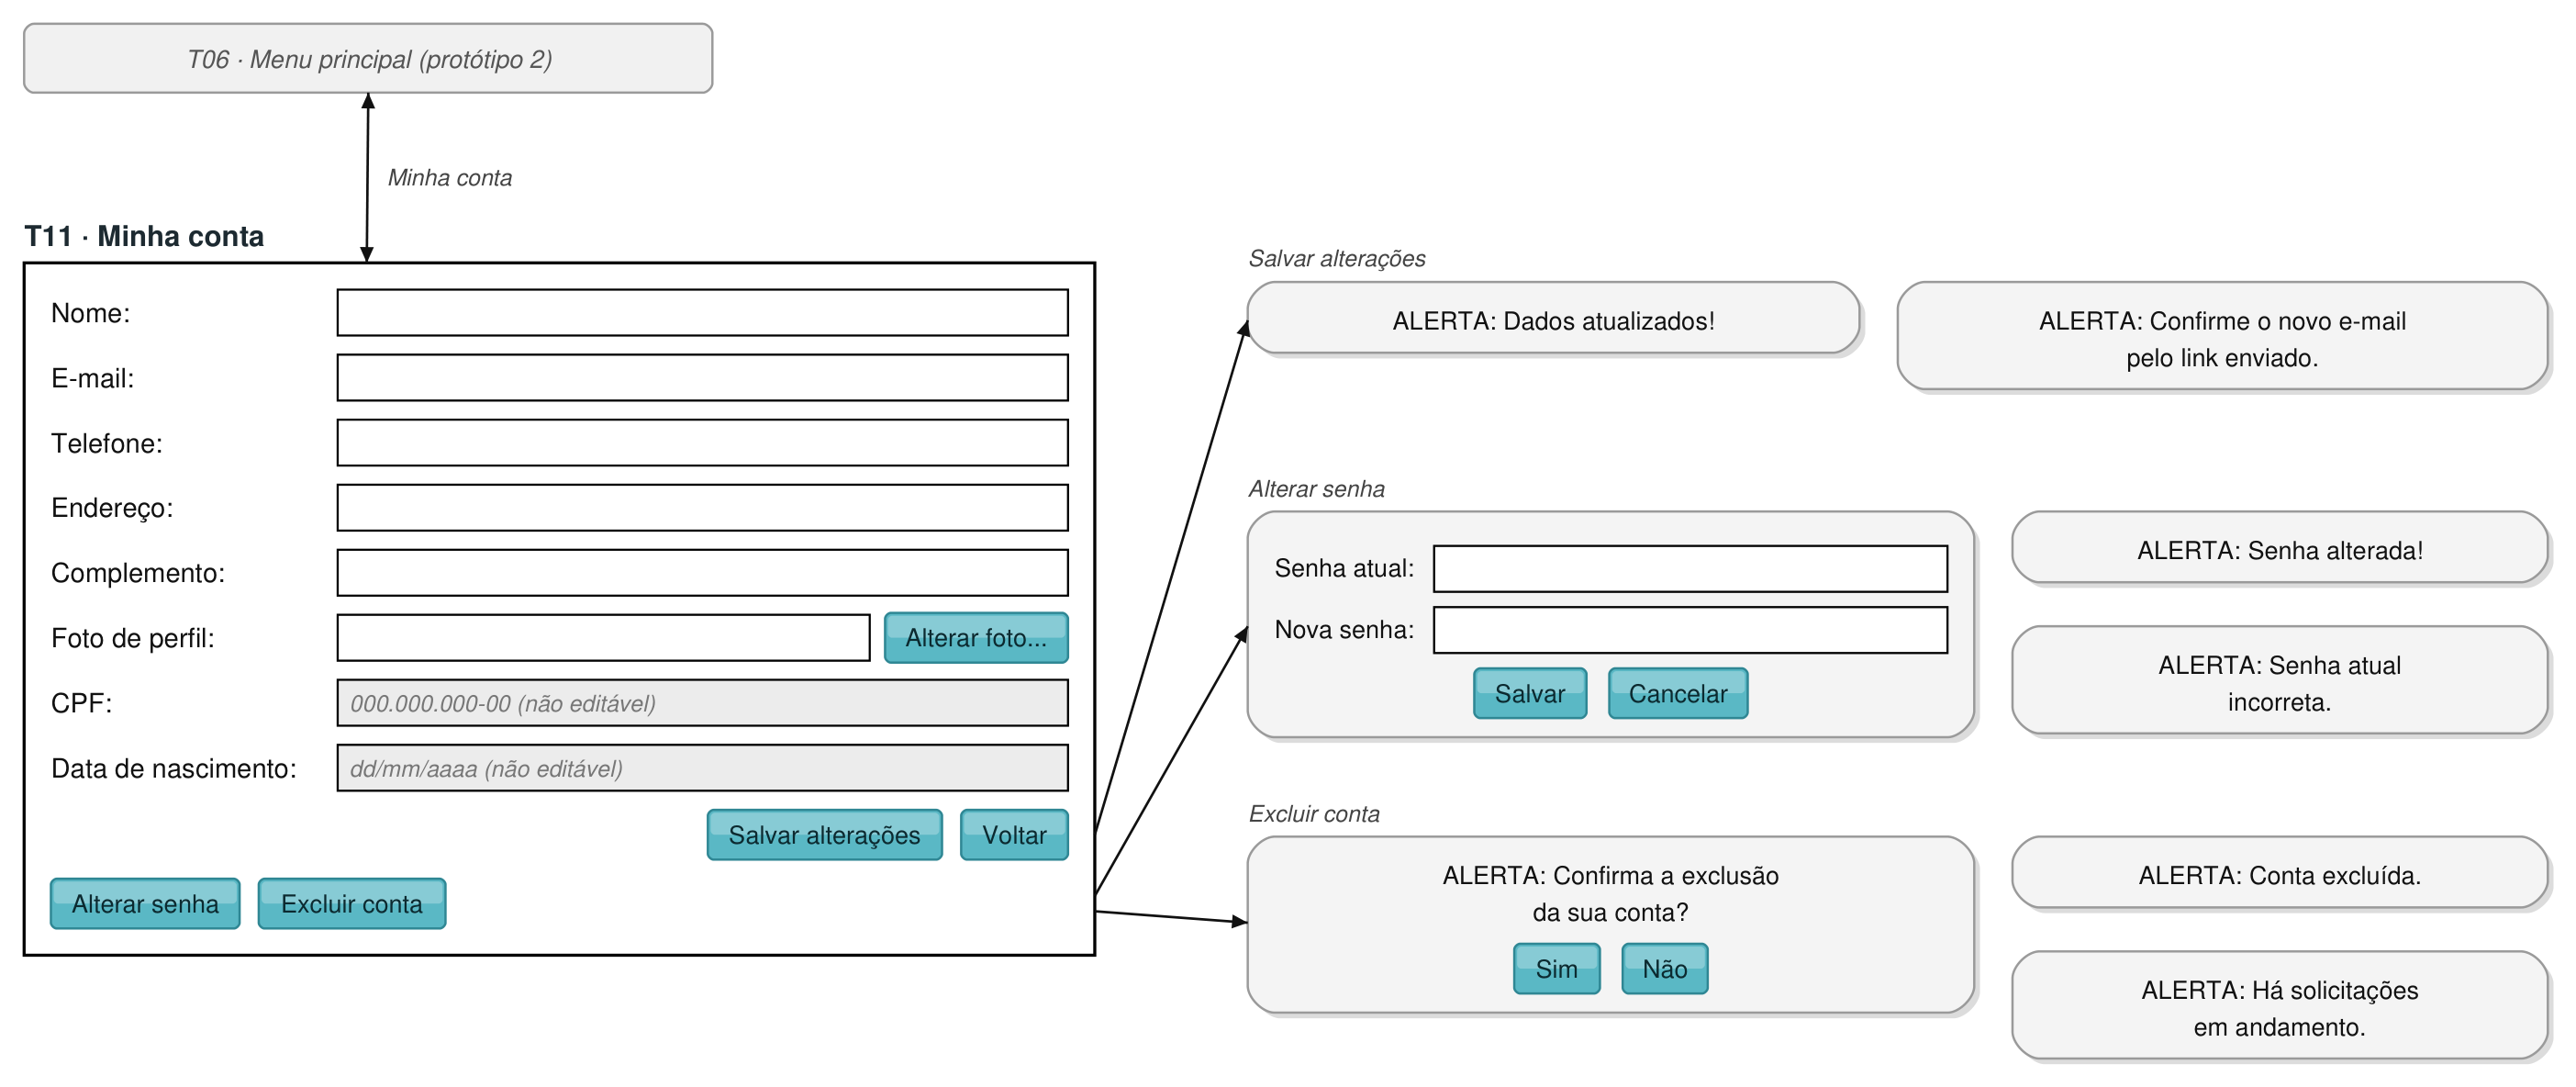 T06 · Menu principal (protótipo 2)
Minha conta
T11 · Minha conta
Nome:
E-mail:
Telefone:
Endereço:
Complemento:
Foto de perfil:
Alterar foto...
CPF:
000.000.000-00 (não editável)
Data de nascimento:
dd/mm/aaaa (não editável)
Salvar alterações
Voltar
Alterar senha
Excluir conta
Salvar alterações
ALERTA: Dados atualizados!
ALERTA: Confirme o novo e-mail
pelo link enviado.
Alterar senha
Senha atual:
Nova senha:
Salvar
Cancelar
ALERTA: Senha alterada!
ALERTA: Senha atual
incorreta.
Excluir conta
ALERTA: Confirma a exclusão
da sua conta?
Sim
Não
ALERTA: Conta excluída.
ALERTA: Há solicitações
em andamento.